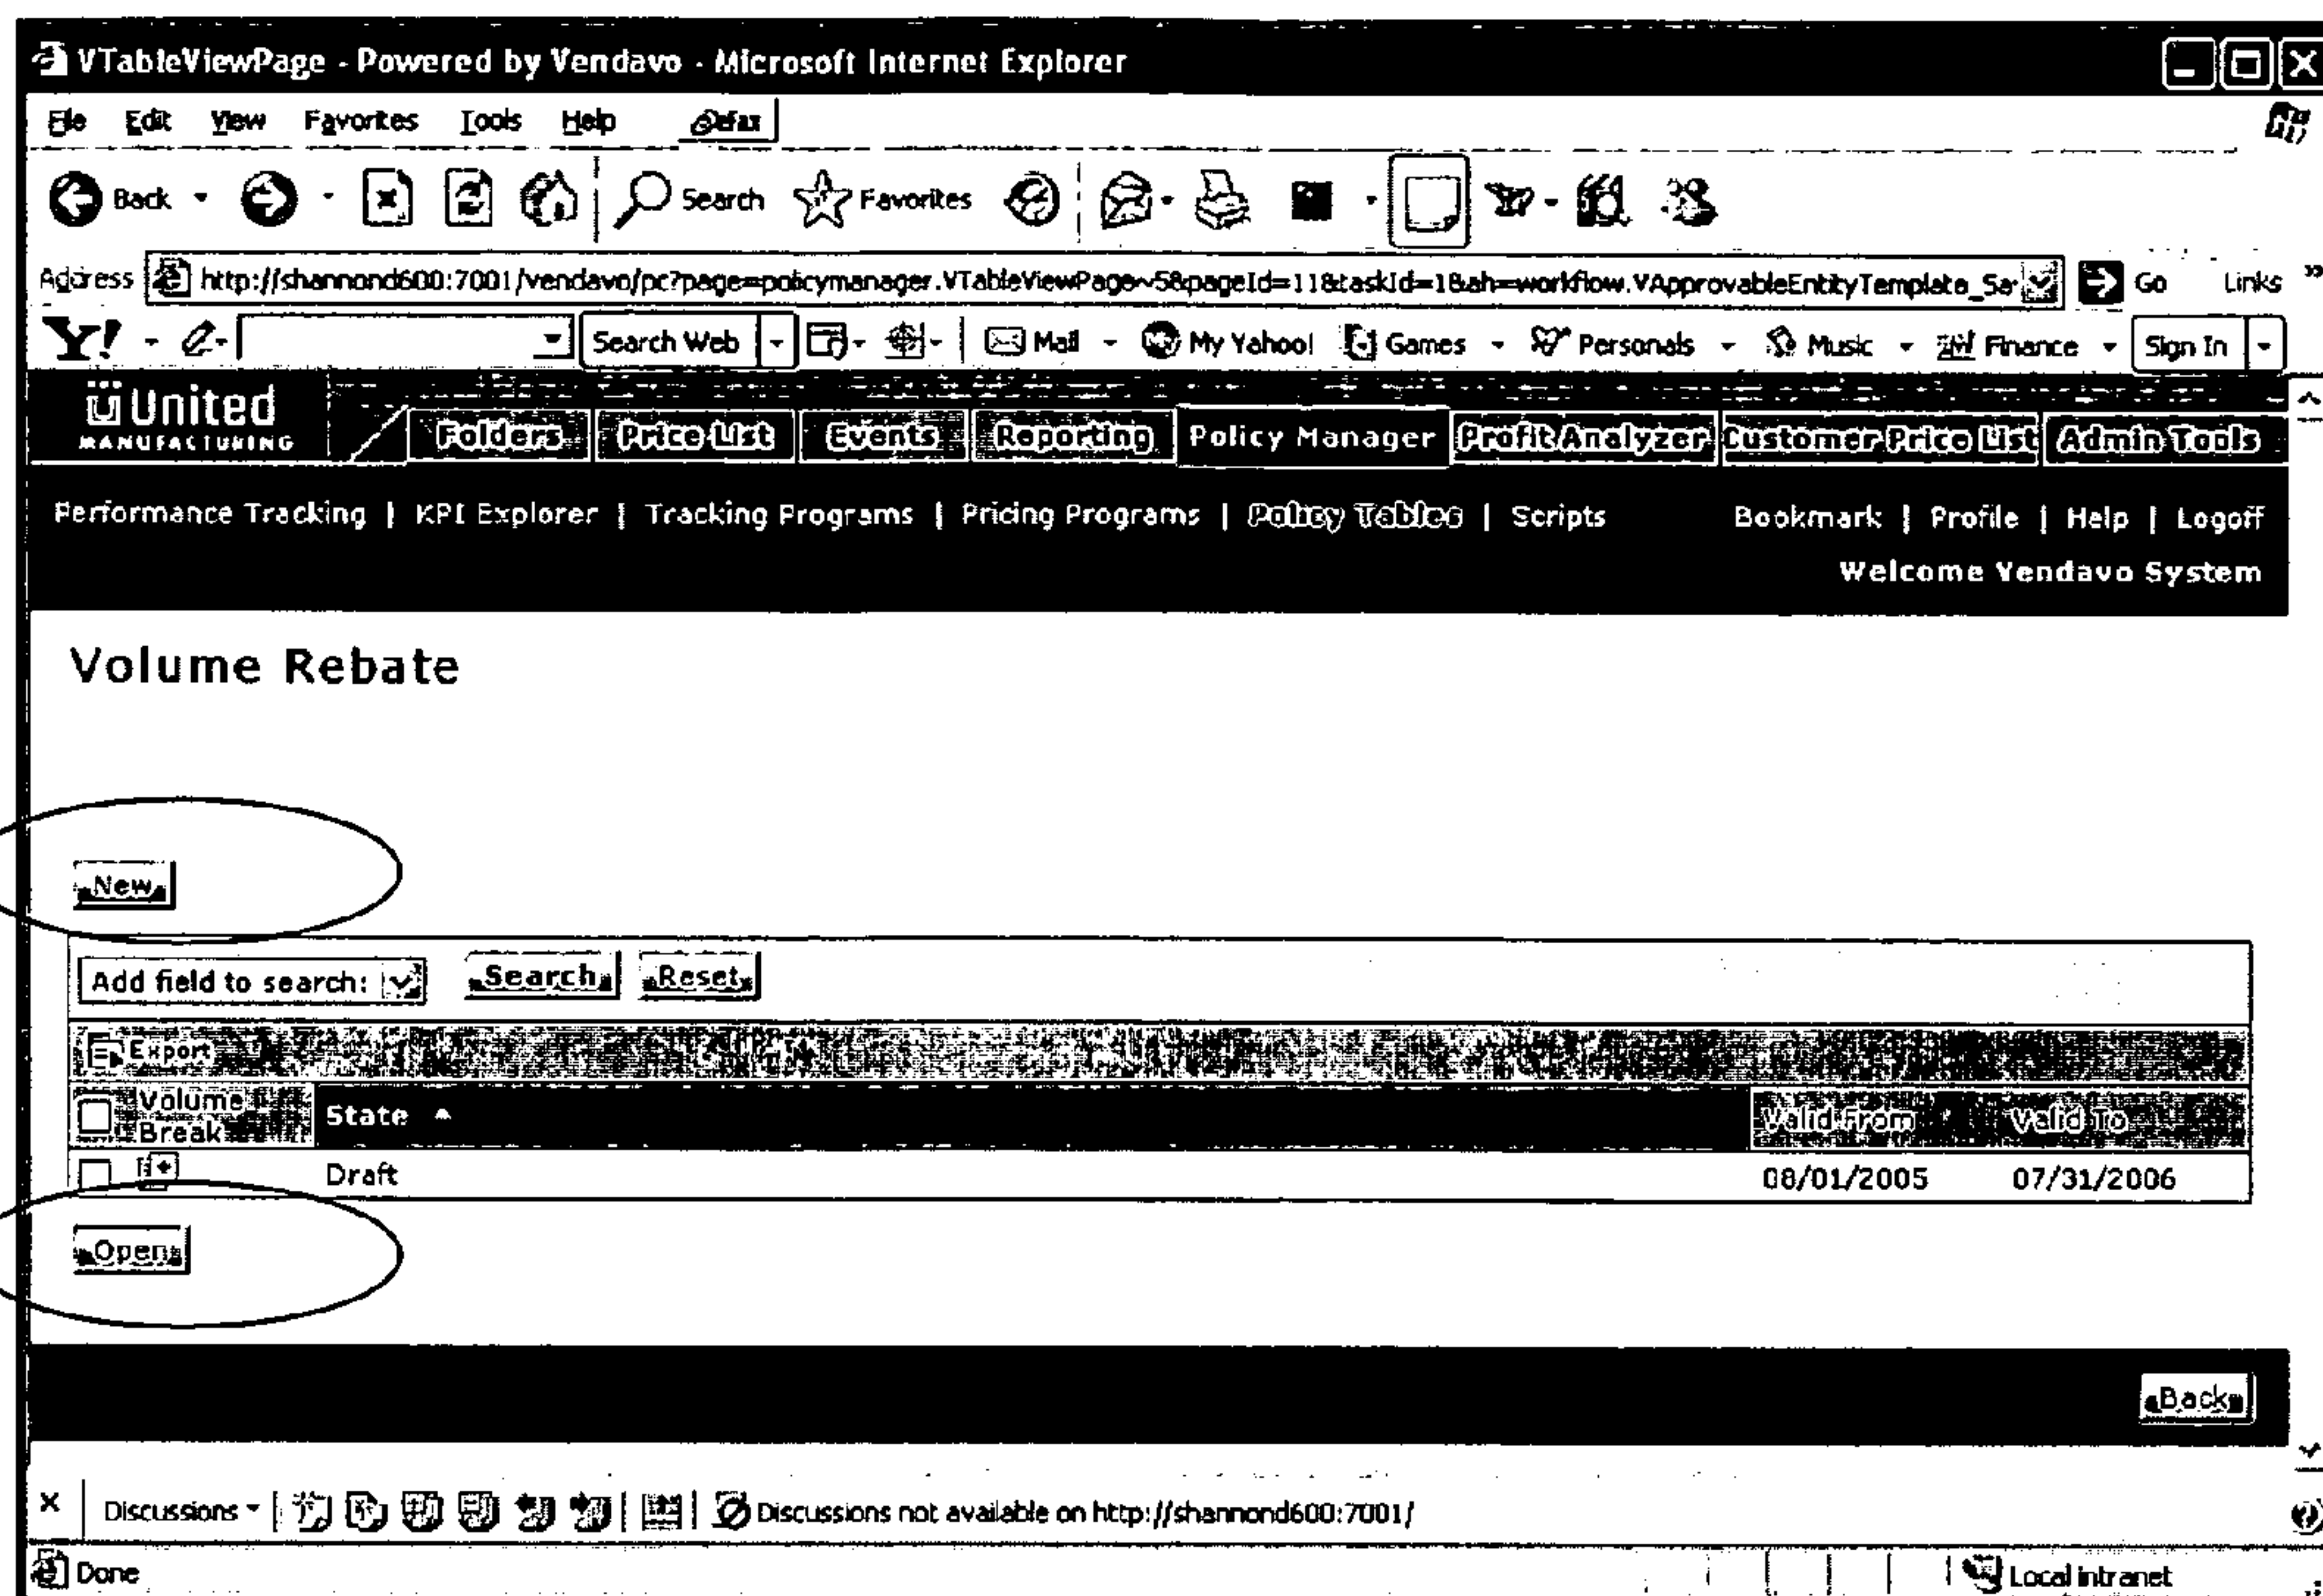 VTableViewPage - Powered by Vendavo - Microsoft Internet Explorer
File Edit View Favorites Tools Help eFax
Back Search Favorites
Address http://shannond600:7001/vendavo/pc?page=policymanager.VTableViewPage~5&pageId=11&taskId=1&ah=workflow.VApprovableEntityTemplate_Sa Go Links »
Y! Search Web Mail My Yahoo! Games Personals Music Finance Sign In
United
MANUFACTURING
Folders Price List Events Reporting Policy Manager Profit Analyzer Customer Price List Admin Tools
Performance Tracking | KPI Explorer | Tracking Programs | Pricing Programs | Policy Tables | Scripts Bookmark | Profile | Help | Logoff
Welcome Vendavo System
Volume Rebate
New
Add field to search: Search Reset
Export
Volume Break State Valid From Valid To
Draft 08/01/2005 07/31/2006
Open
Back
x Discussions Discussions not available on http://shannond600:7001/
Done Local intranet